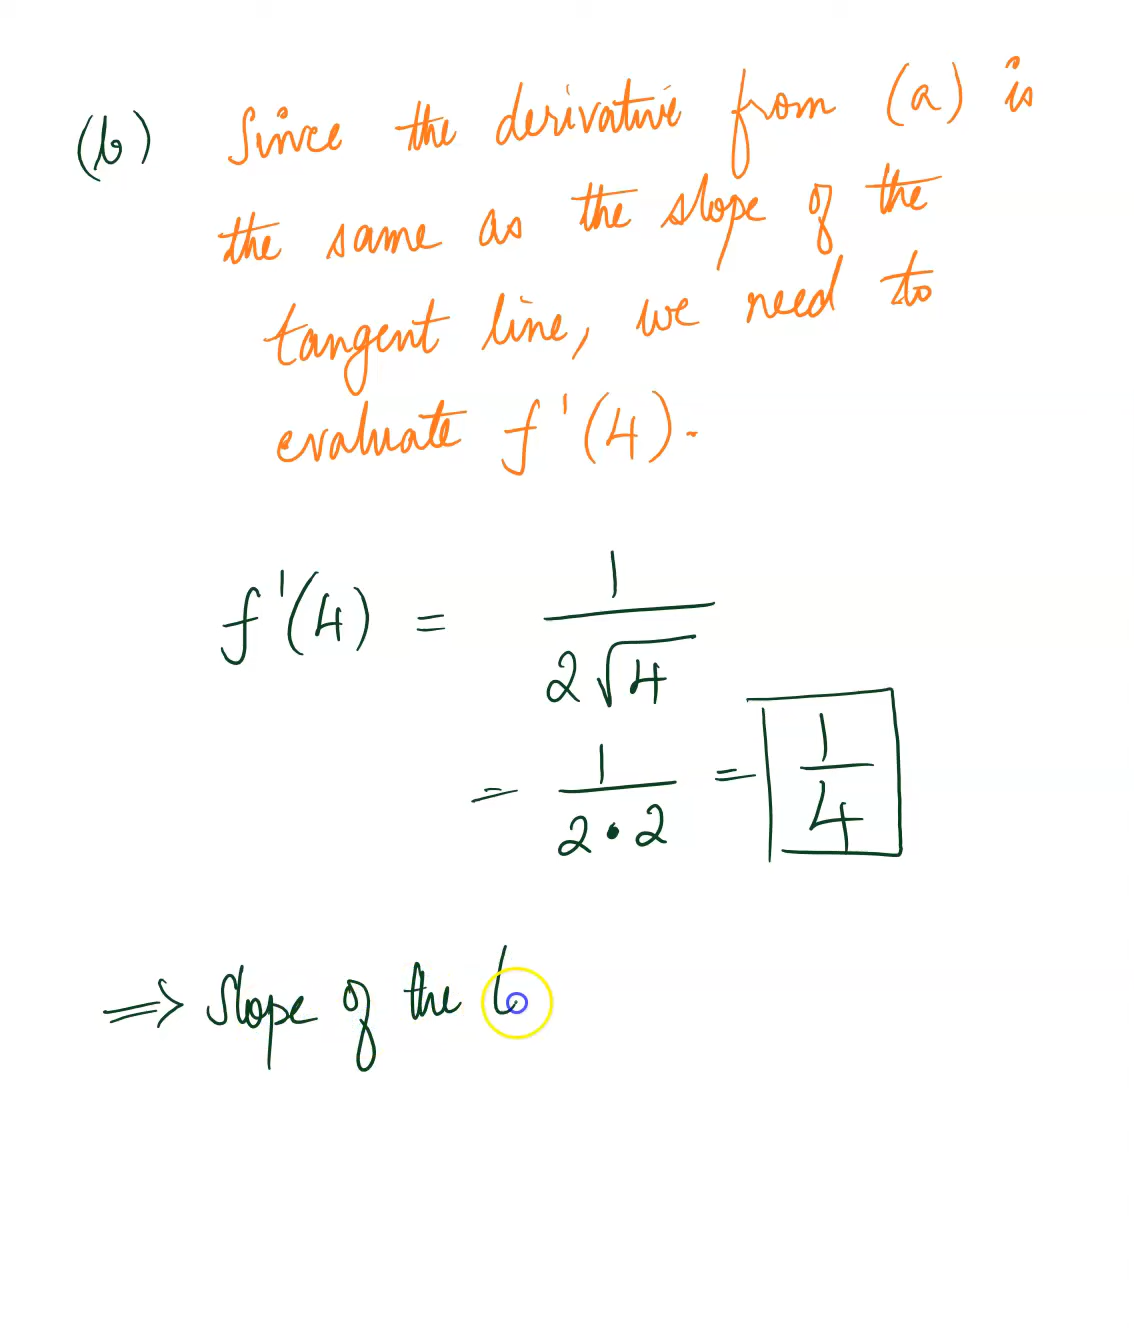 (b) Since the derivative from (a) is
the same as the slope of the
tangent line, we need to
evaluate f'(4).
f'(4) = 1/(2√4)
= 1/(2•2) = 1/4
⇒ slope of the